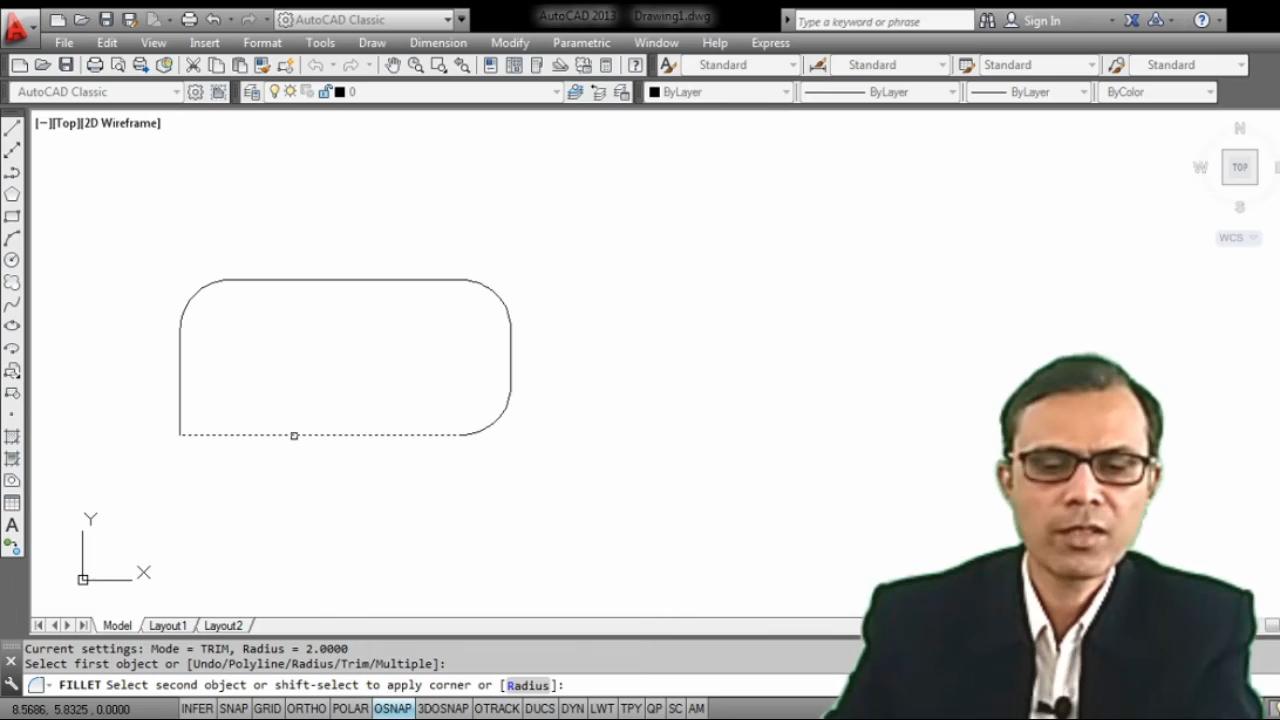 AutoCAD Classic
AutoCAD 2013 Drawing1.dwg
Type a keyword or phrase
Sign In
File Edit View Insert Format Tools Draw Dimension Modify Parametric Window Help Express
Standard Standard Standard Standard
AutoCAD Classic 0 ByLayer ByLayer ByLayer ByColor
[−][Top][2D Wireframe]
N
W TOP
S
WCS
Y
X
Model Layout1 Layout2
Current settings: Mode = TRIM, Radius = 2.0000
Select first object or [Undo/Polyline/Radius/Trim/Multiple]:
FILLET Select second object or shift-select to apply corner or [Radius]:
8.5686, 5.8325, 0.0000 INFER SNAP GRID ORTHO POLAR OSNAP 3DOSNAP OTRACK DUCS DYN LWT TPY QP SC AM